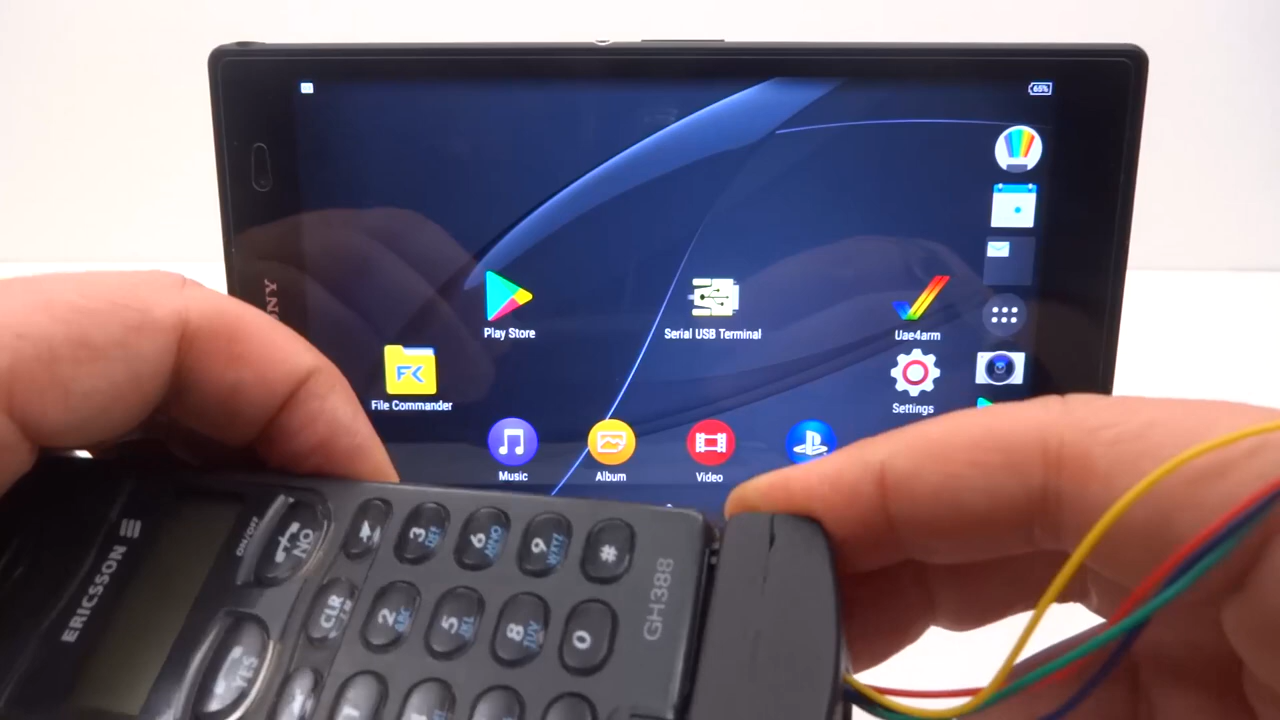 65%
SONY
Play Store
Serial USB Terminal
Uae4arm
File Commander
Settings
Music
Album
Video
ERICSSON
ON/OFF
NO
YES
CLR
3 DEF
6 MNO
9 WXYZ
#
2 ABC
5 JKL
8 TUV
0
GH388